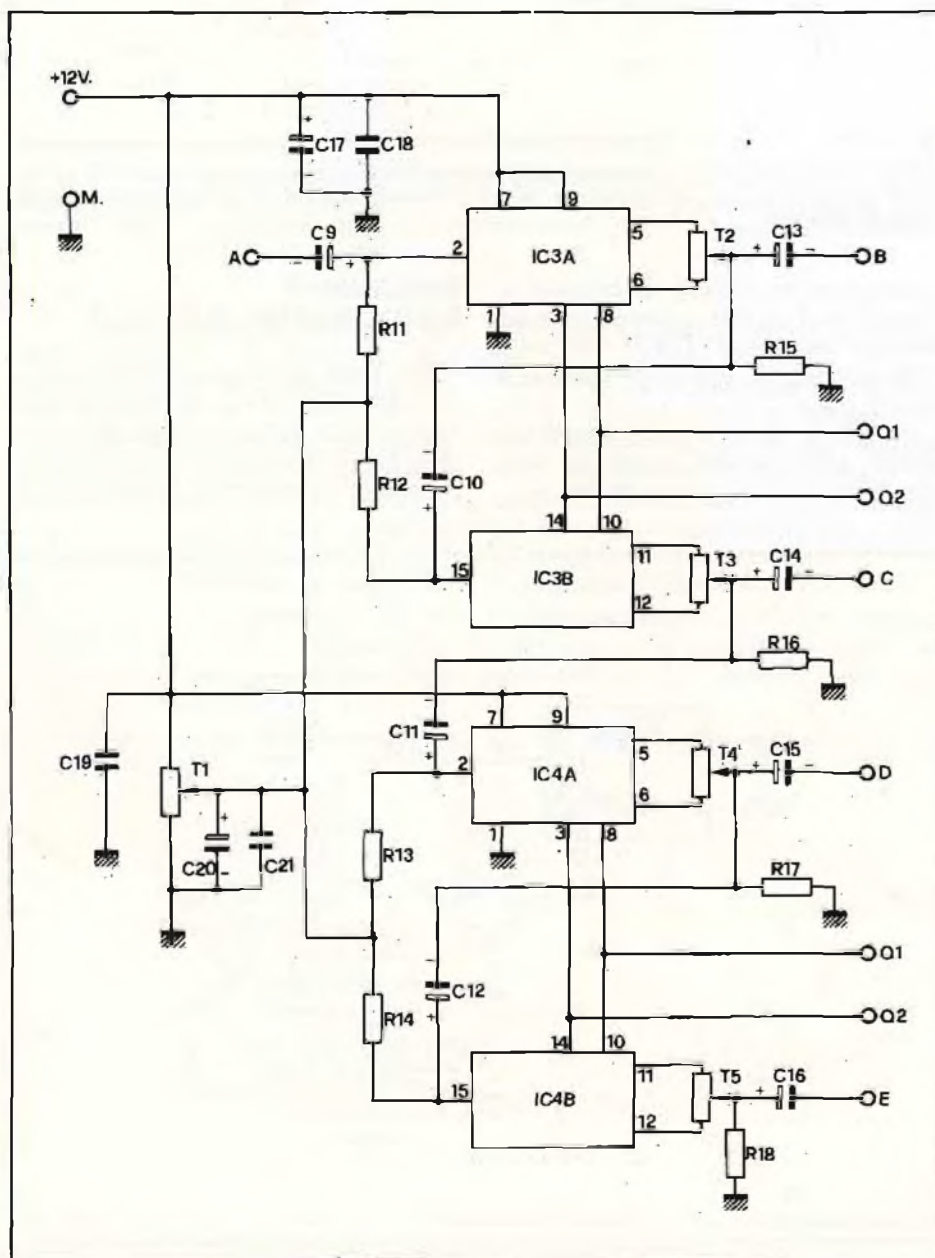 +12V.
C17
C18
M.
7
9
C9
A
2
IC3A
5
6
T2
C13
B
1
3
8
R11
R15
Q1
R12
C10
Q2
14
10
15
IC3B
11
12
T3
C14
C
R16
C11
7
9
C19
T1
2
IC4A
5
6
T4
C15
D
1
3
8
C20
C21
R13
R17
Q1
R14
C12
Q2
14
10
15
IC4B
11
12
T5
C16
E
R18